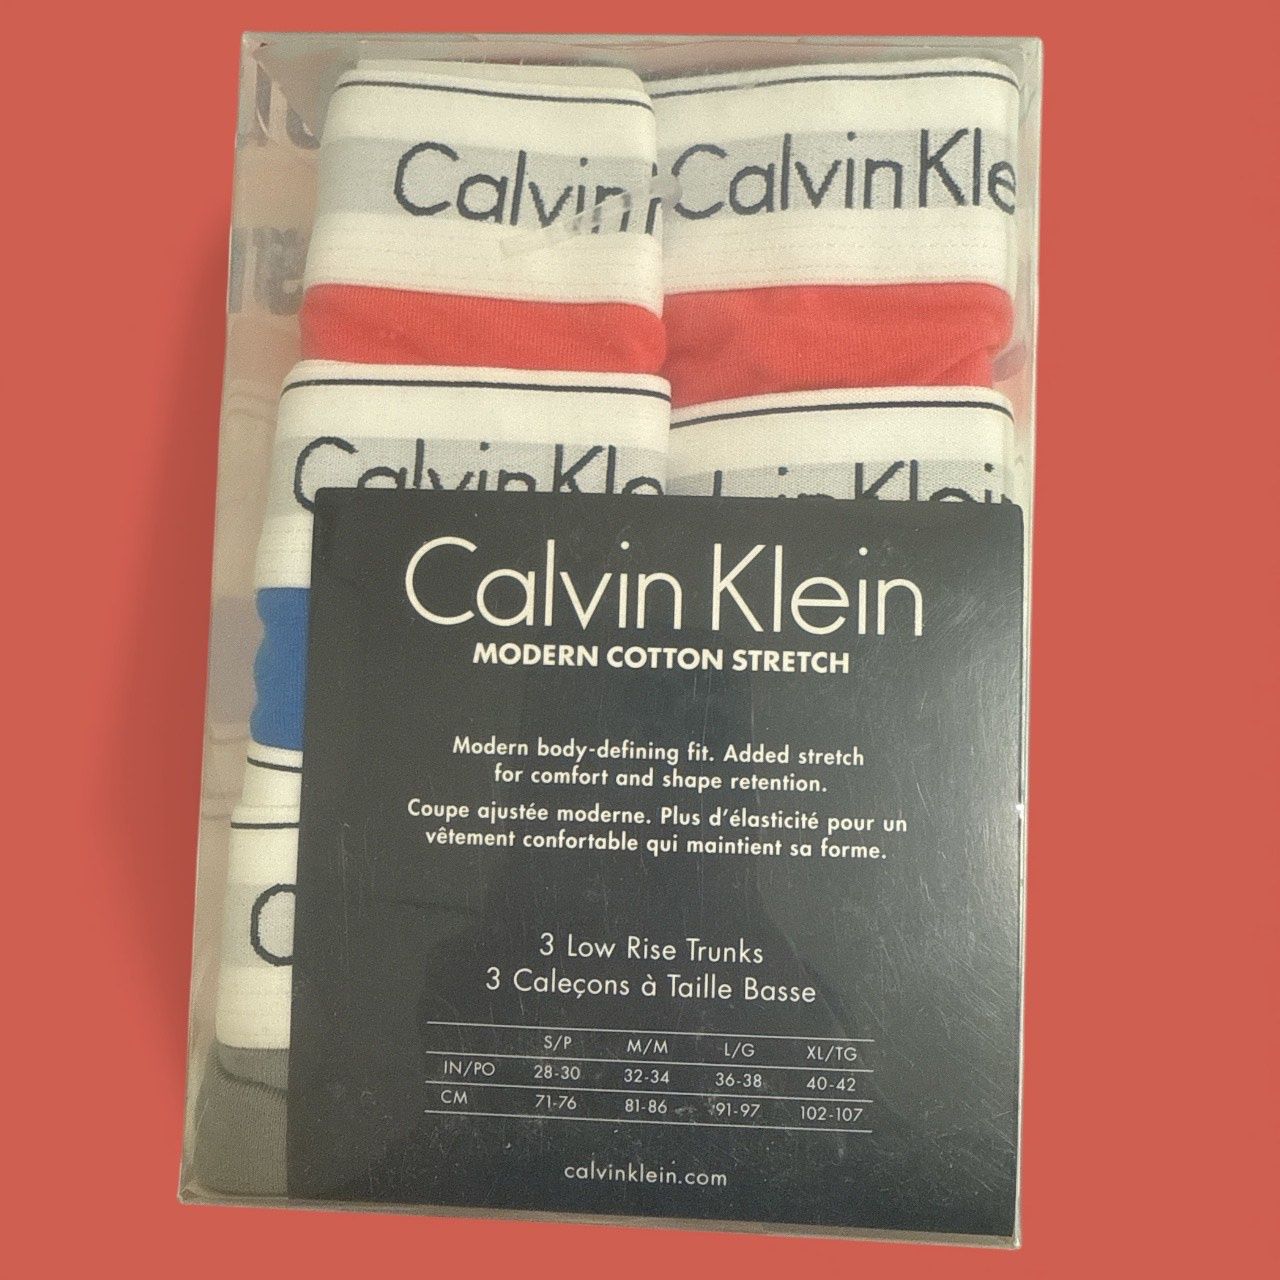 Calvin
Calvin Kle
Calvin Kle
Klein
Calvin Klein
MODERN COTTON STRETCH
Modern body-defining fit. Added stretch
for comfort and shape retention.
Coupe ajustée moderne. Plus d'élasticité pour un
vêtement confortable qui maintient sa forme.
3 Low Rise Trunks
3 Caleçons à Taille Basse
S/P M/M L/G XL/TG
IN/PO 28-30 32-34 36-38 40-42
CM 71-76 81-86 91-97 102-107
calvinklein.com